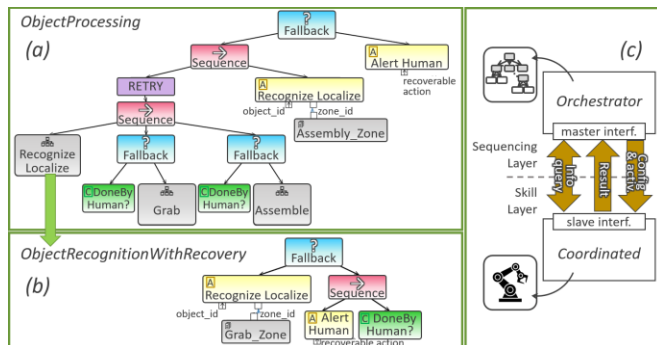 ObjectProcessing
(a)
?
Fallback
Sequence
A
Alert Human
recoverable
action
RETRY
A
Recognize Localize
object_id
zone_id
Assembly_Zone
Sequence
Recognize
Localize
?
Fallback
?
Fallback
C DoneBy
Human?
Grab
C DoneBy
Human?
Assemble
ObjectRecognitionWithRecovery
(b)
?
Fallback
A
Recognize Localize
object_id
zone_id
Grab_Zone
Sequence
A Alert
Human
recoverable action
C DoneBy
Human?
(c)
Orchestrator
master interf.
Sequencing
Layer
Skill
Layer
Info
query
Result
Config
& activ
slave interf.
Coordinated